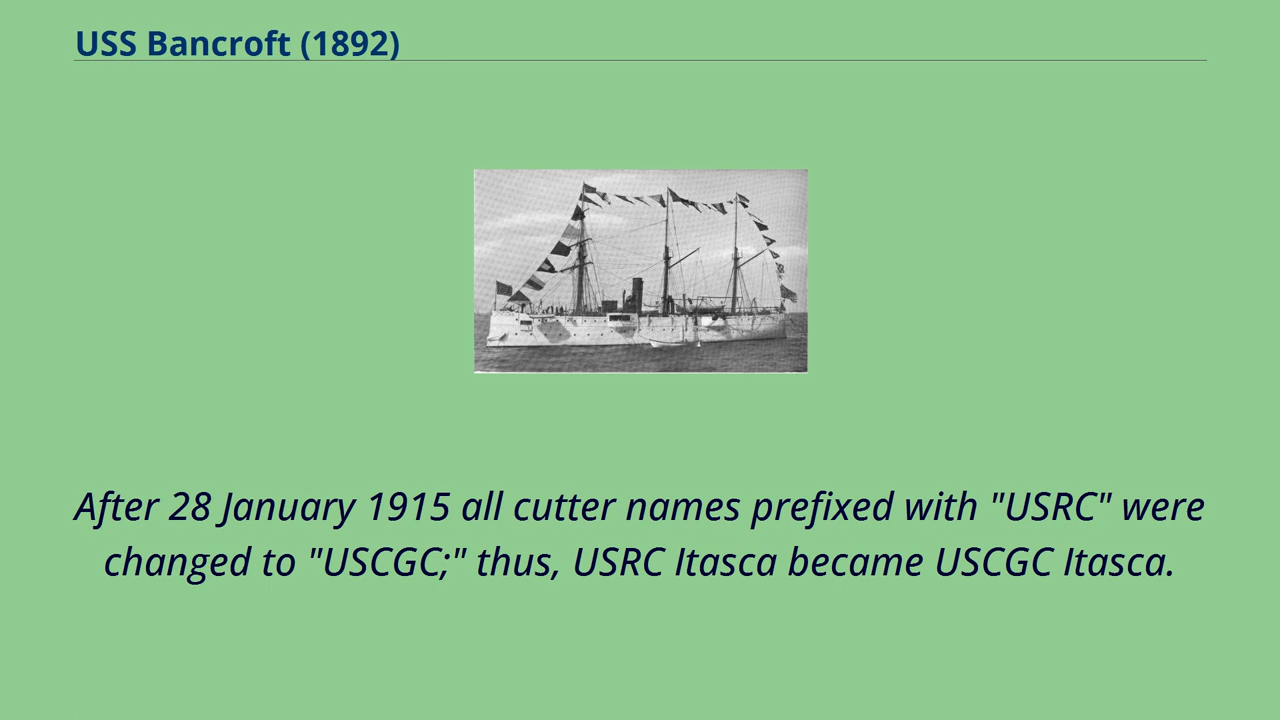 USS Bancroft (1892)
After 28 January 1915 all cutter names prefixed with "USRC" were
changed to "USCGC;" thus, USRC Itasca became USCGC Itasca.